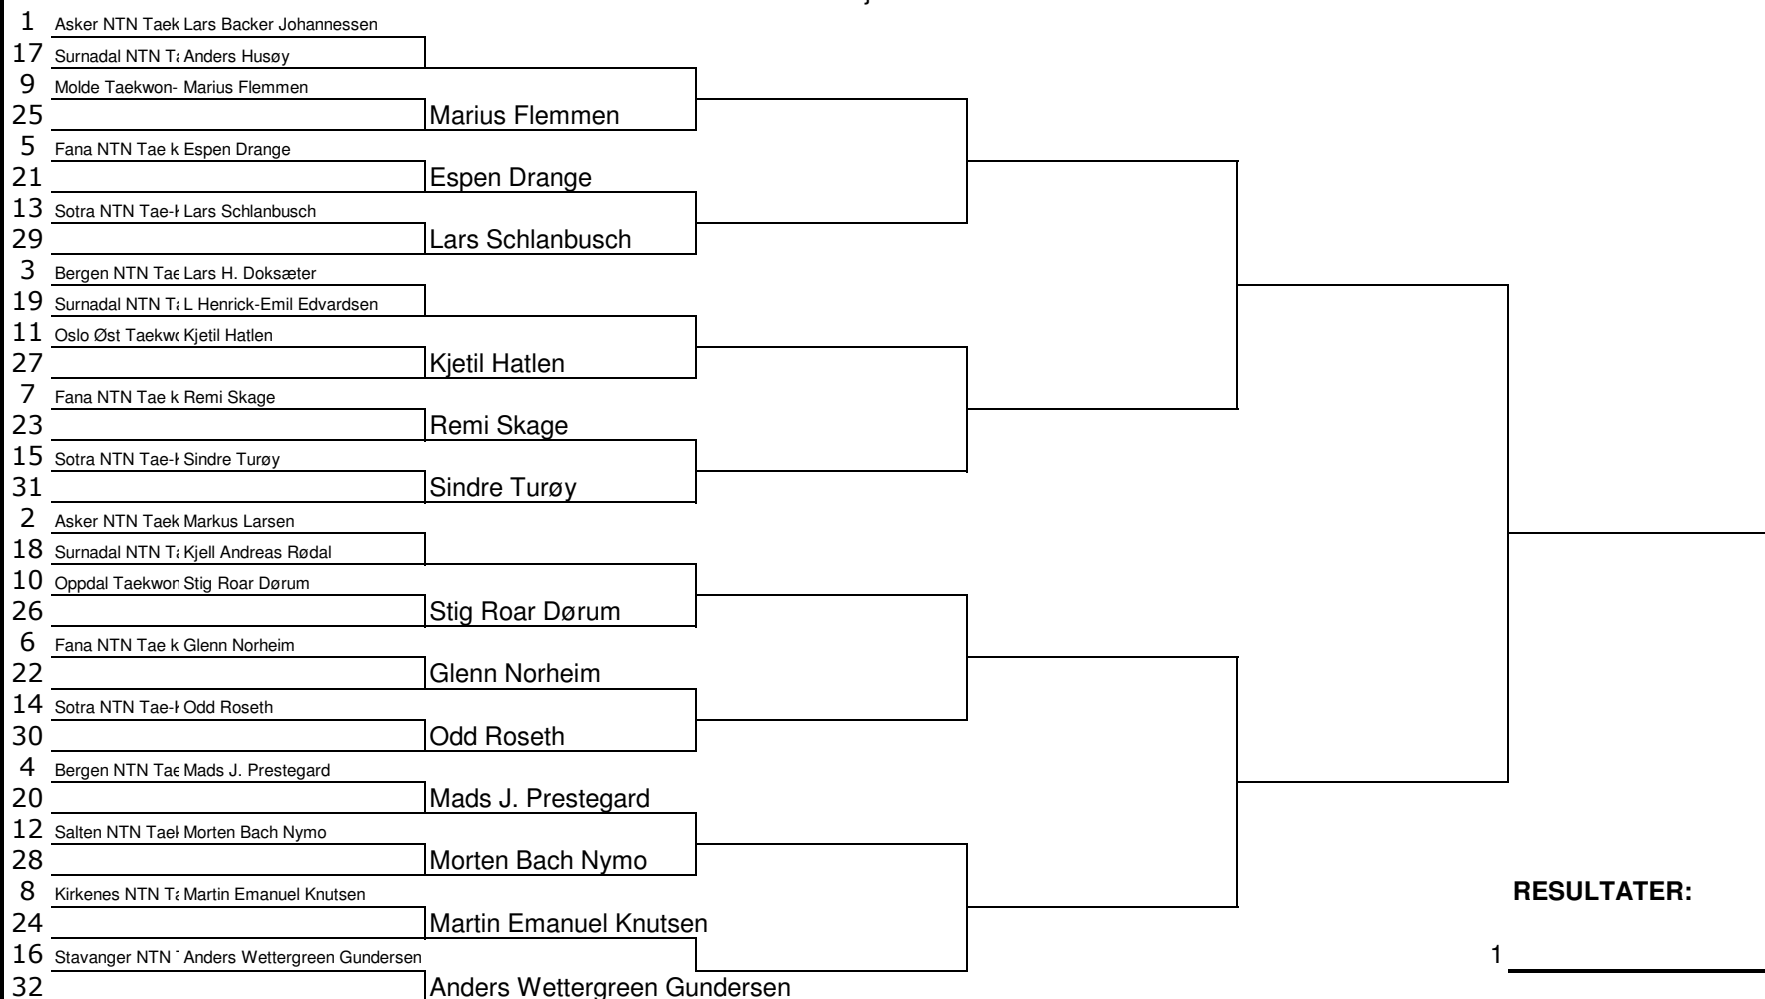 1 Asker NTN Taek Lars Backer Johannessen
17 Surnadal NTN Ta Anders Husøy
9 Molde Taekwon- Marius Flemmen
25 Marius Flemmen
5 Fana NTN Tae k Espen Drange
21 Espen Drange
13 Sotra NTN Tae- Lars Schlanbusch
29 Lars Schlanbusch
3 Bergen NTN Tae Lars H. Doksæter
19 Surnadal NTN Ta L Henrick-Emil Edvardsen
11 Oslo Øst Taekwo Kjetil Hatlen
27 Kjetil Hatlen
7 Fana NTN Tae k Remi Skage
23 Remi Skage
15 Sotra NTN Tae- Sindre Turøy
31 Sindre Turøy
2 Asker NTN Taek Markus Larsen
18 Surnadal NTN Ta Kjell Andreas Rødal
10 Oppdal Taekwon Stig Roar Dørum
26 Stig Roar Dørum
6 Fana NTN Tae k Glenn Norheim
22 Glenn Norheim
14 Sotra NTN Tae- Odd Roseth
30 Odd Roseth
4 Bergen NTN Tae Mads J. Prestegard
20 Mads J. Prestegard
12 Salten NTN Taek Morten Bach Nymo
28 Morten Bach Nymo
8 Kirkenes NTN Ta Martin Emanuel Knutsen
RESULTATER:
24 Martin Emanuel Knutsen
16 Stavanger NTN Anders Wettergreen Gundersen
1
32 Anders Wettergreen Gundersen